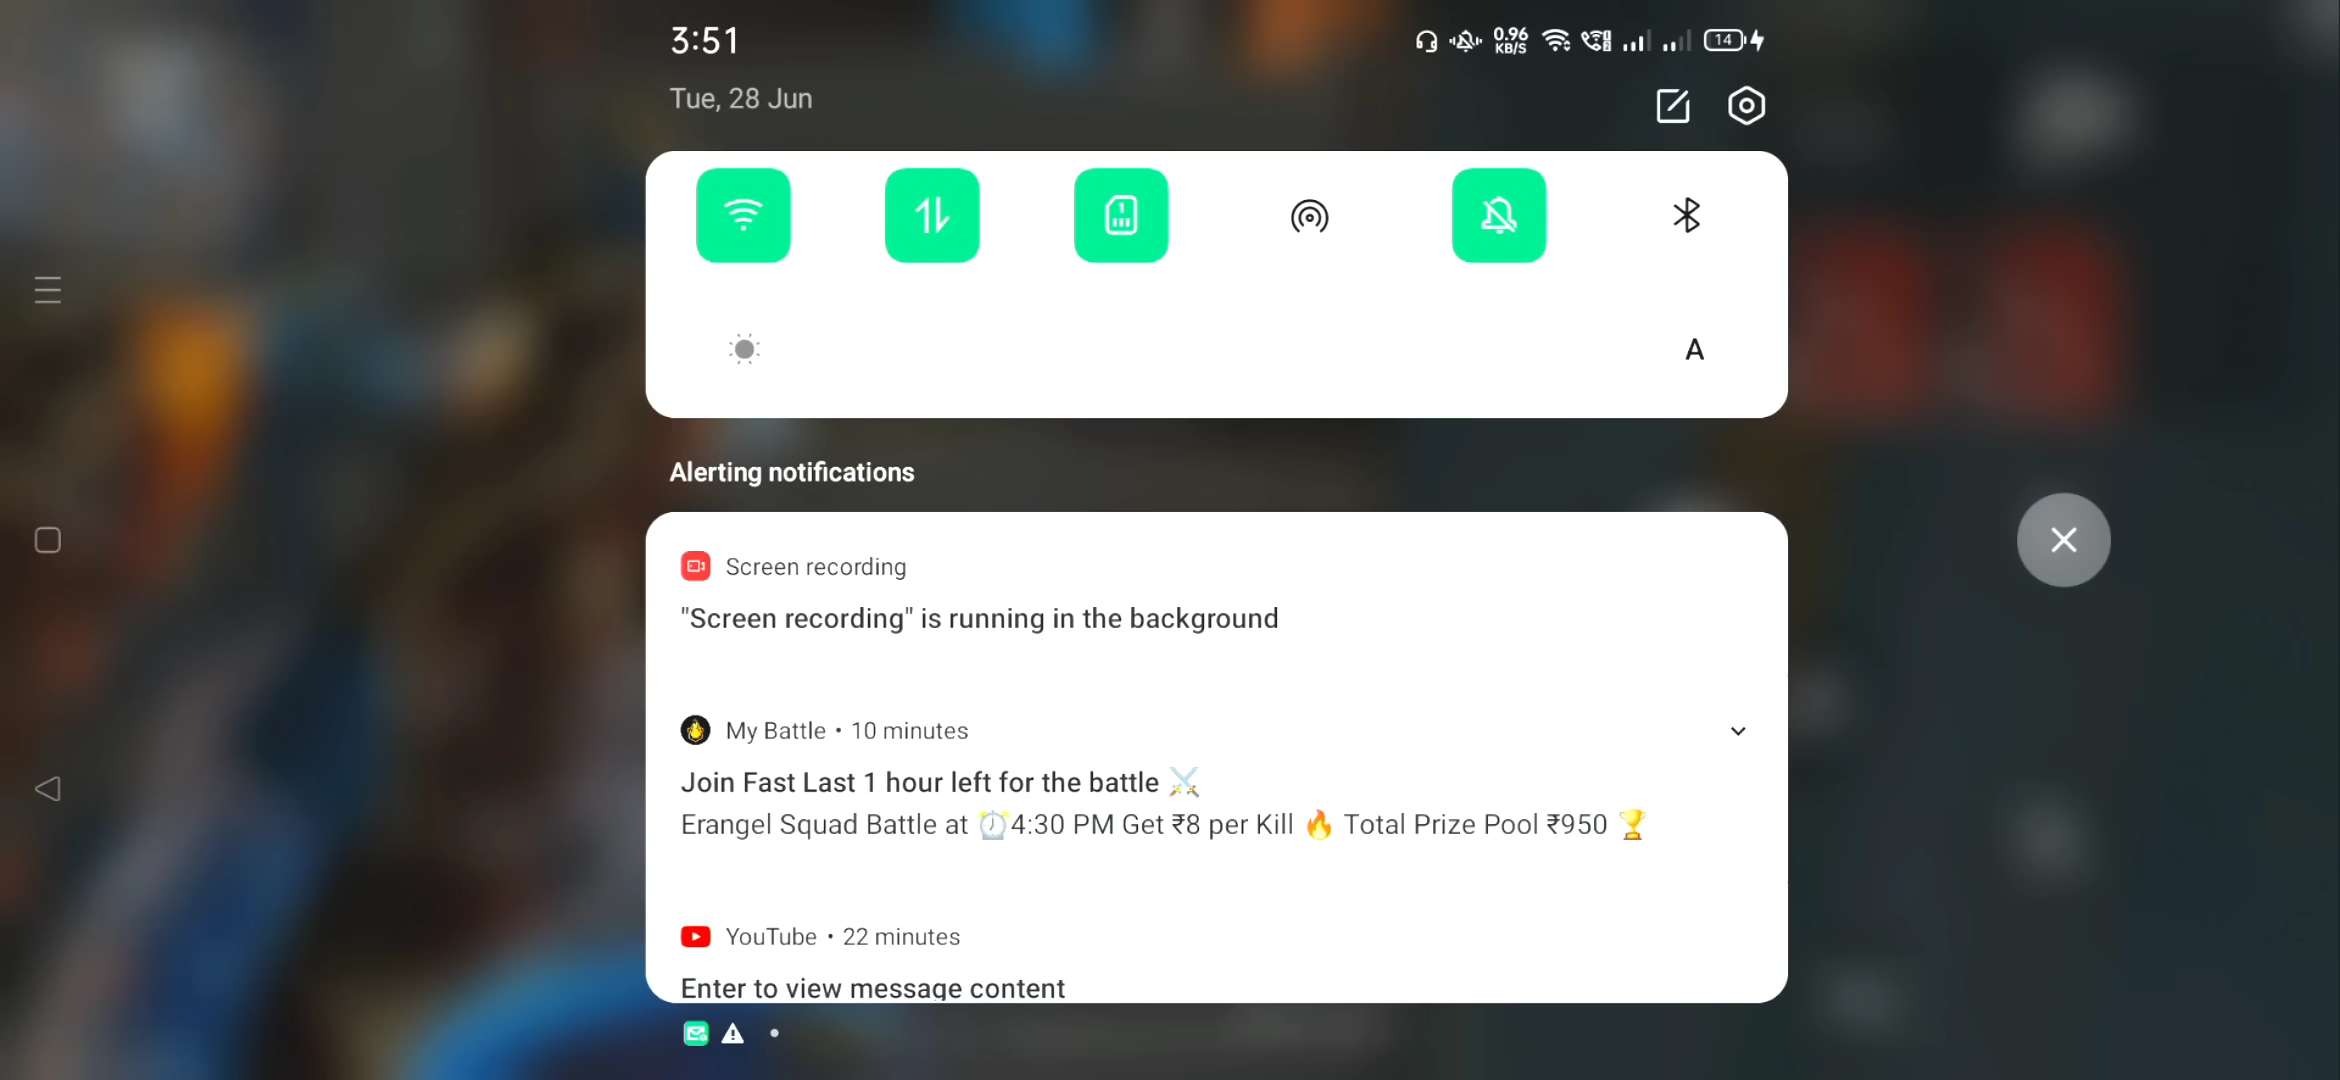 3:51
0.96
KB/S
14
Tue, 28 Jun
1
A
Alerting notifications
Screen recording
"Screen recording" is running in the background
My Battle • 10 minutes
Join Fast Last 1 hour left for the battle ⚔️
Erangel Squad Battle at ⏰4:30 PM Get ₹8 per Kill 🔥 Total Prize Pool ₹950 🏆
YouTube • 22 minutes
Enter to view message content